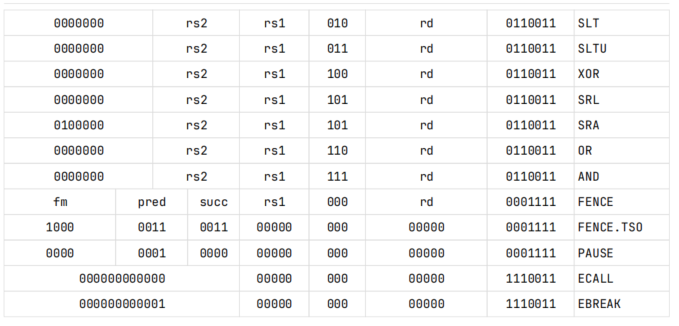 0000000 rs2 rs1 010 rd 0110011 SLT
0000000 rs2 rs1 011 rd 0110011 SLTU
0000000 rs2 rs1 100 rd 0110011 XOR
0000000 rs2 rs1 101 rd 0110011 SRL
0100000 rs2 rs1 101 rd 0110011 SRA
0000000 rs2 rs1 110 rd 0110011 OR
0000000 rs2 rs1 111 rd 0110011 AND
fm pred succ rs1 000 rd 0001111 FENCE
1000 0011 0011 00000 000 00000 0001111 FENCE.TSO
0000 0001 0000 00000 000 00000 0001111 PAUSE
000000000000 00000 000 00000 1110011 ECALL
000000000001 00000 000 00000 1110011 EBREAK